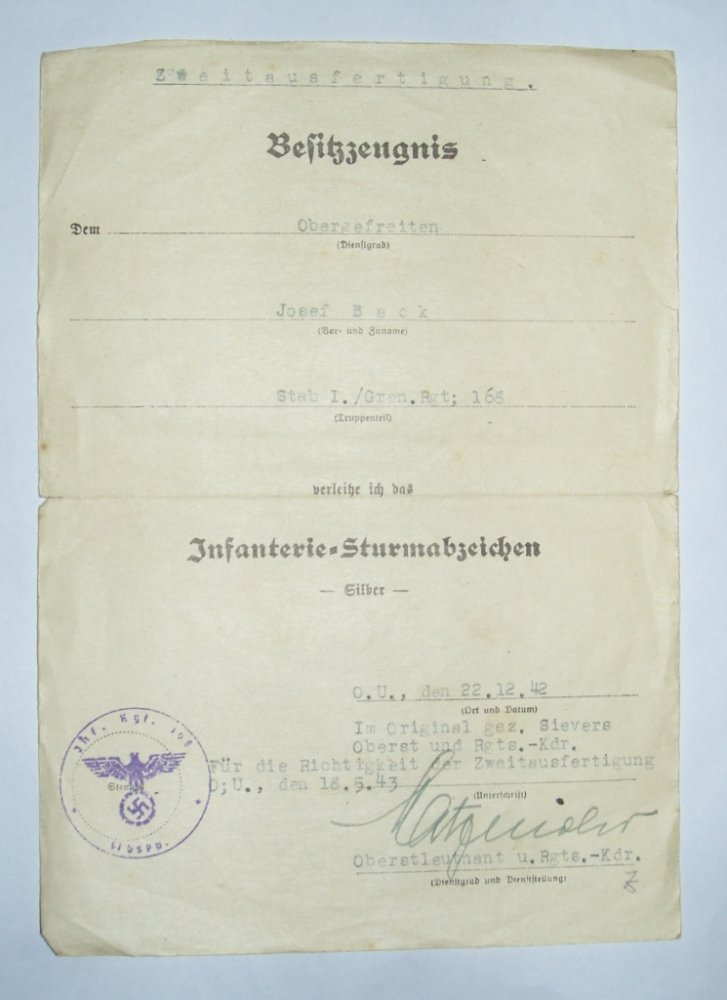 Zweitausfertigung.
Besitzzeugnis
Dem Obergefreiten
(Dienstgrad)
Josef Beck
(Vor- und Zuname)
Stab I./Gren.Rgt; 168
(Truppenteil)
verleihe ich das
Infanterie-Sturmabzeichen
— Silber —
O.U., den 22.12.42
(Ort und Datum)
Im Original gez. Sievers
Oberst und Rgts.-Kdr.
Für die Richtigkeit der Zweitausfertigung
O;U., den 18.5.43
(Unterschrift)
Oberstleutnant u.Rgts.-Kdr.
(Dienstgrad und Dienststellung)